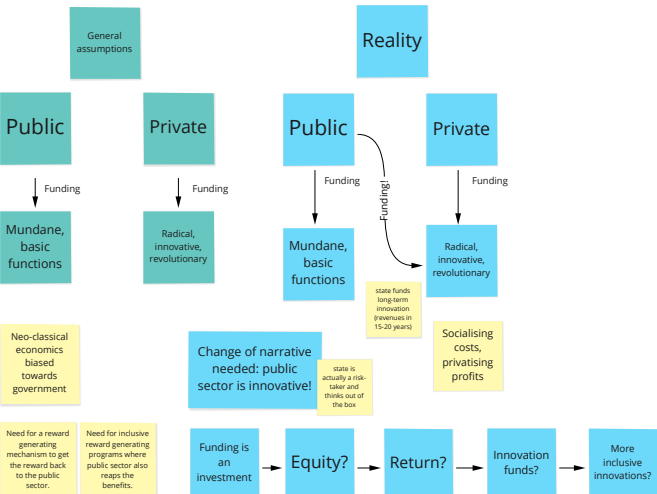 General
assumptions
Reality
Public
Private
Public
Private
Funding
Funding
Funding
Funding!
Funding
Mundane,
basic
functions
Radical,
innovative,
revolutionary
Mundane,
basic
functions
Radical,
innovative,
revolutionary
state funds
long-term
innovation
(revenues in
15-20 years)
Neo-classical
economics
biased
towards
government
Change of narrative
needed: public
sector is innovative!
state is
actually a risk-
taker and
thinks out of
the box
Socialising
costs,
privatising
profits
Need for a reward
generating
mechanism to get
the reward back
to the public
sector.
Need for inclusive
reward generating
programs where
public sector also
reaps the
benefits.
Funding is
an
investment
Equity?
Return?
Innovation
funds?
More
inclusive
innovations?